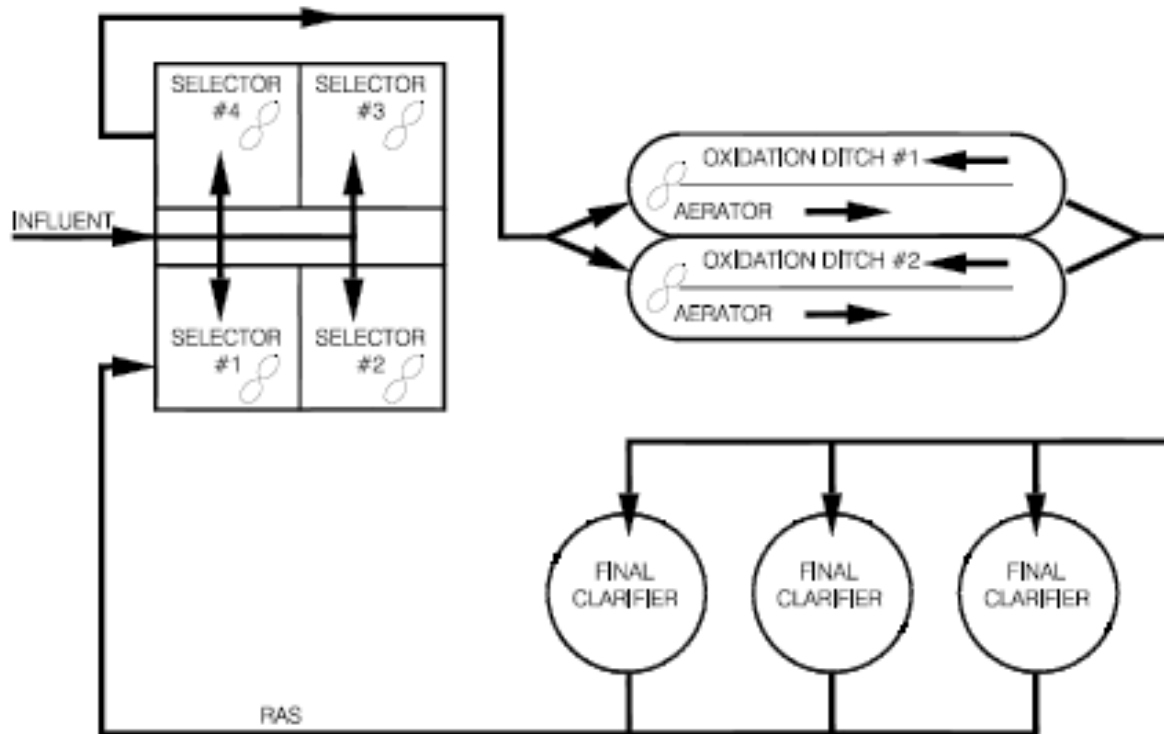 SELECTOR
#4
SELECTOR
#3
INFLUENT
SELECTOR
#1
SELECTOR
#2
OXIDATION DITCH #1
AERATOR
OXIDATION DITCH #2
AERATOR
FINAL
CLARIFIER
FINAL
CLARIFIER
FINAL
CLARIFIER
RAS